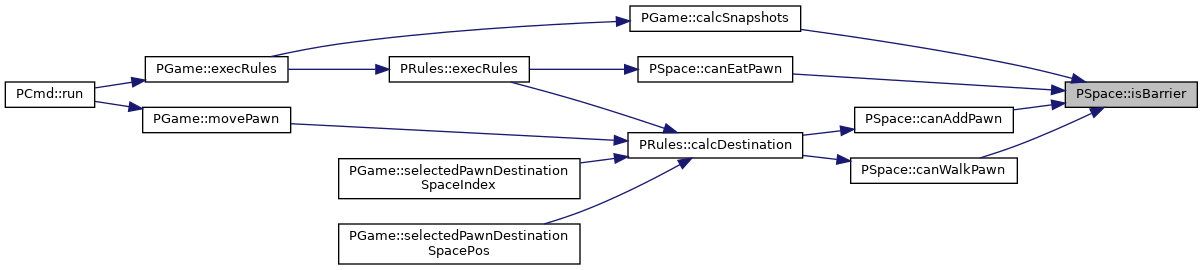 PGame::calcSnapshots
PGame::execRules
PRules::execRules
PSpace::canEatPawn
PCmd::run
PSpace::isBarrier
PGame::movePawn
PSpace::canAddPawn
PRules::calcDestination
PGame::selectedPawnDestination
SpaceIndex
PSpace::canWalkPawn
PGame::selectedPawnDestination
SpacePos